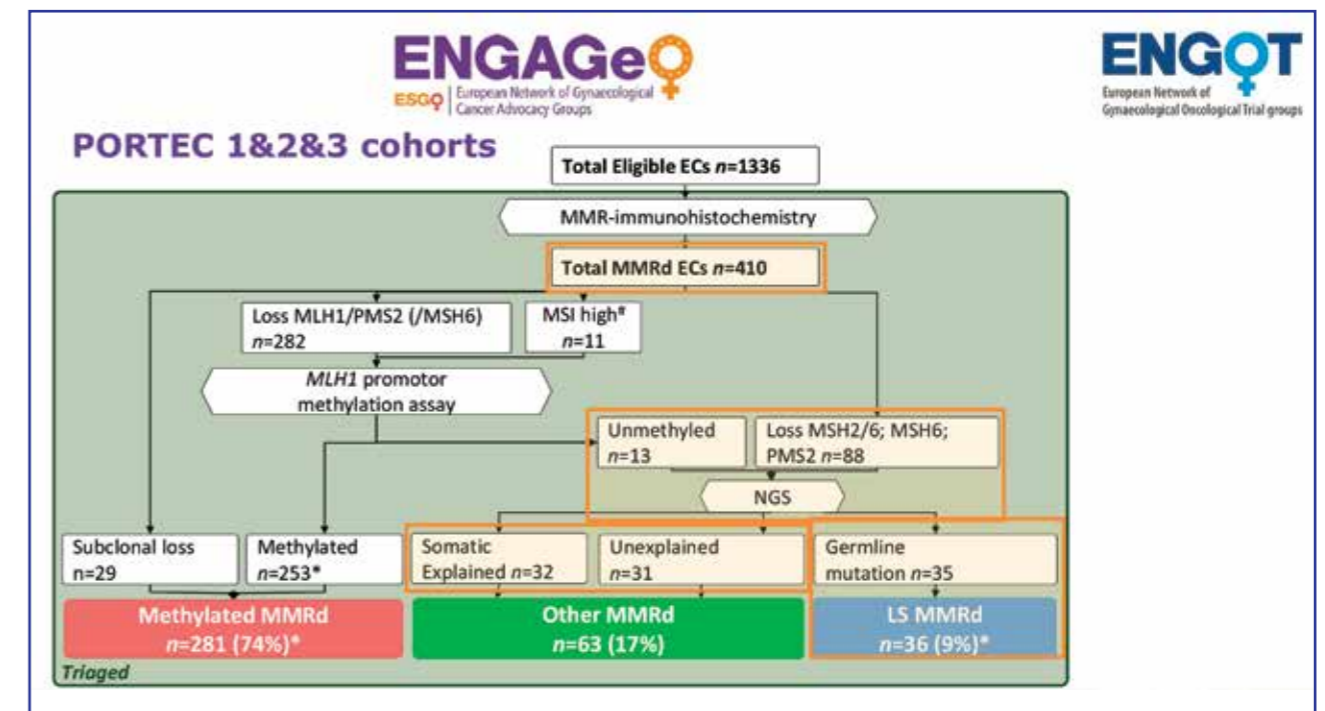 ENGAGe
ESGO European Network of Gynaecological
Cancer Advocacy Groups
ENGOT
European Network of
Gynaecological Oncological Trial groups
PORTEC 1&2&3 cohorts
Total Eligible ECs n=1336
MMR-immunohistochemistry
Total MMRd ECs n=410
Loss MLH1/PMS2 (/MSH6)
n=282
MSI high#
n=11
MLH1 promotor
methylation assay
Unmethyled
n=13
Loss MSH2/6; MSH6;
PMS2 n=88
NGS
Subclonal loss
n=29
Methylated
n=253*
Somatic
Explained n=32
Unexplained
n=31
Germline
mutation n=35
Methylated MMRd
n=281 (74%)*
Other MMRd
n=63 (17%)
LS MMRd
n=36 (9%)*
Triaged